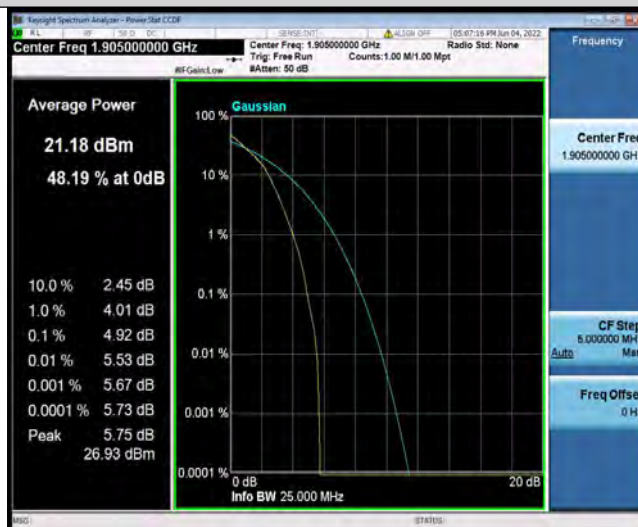 Keysight Spectrum Analyzer - Power Stat CCDF
RL RF 50 Ω DC SENSE:INT ALIGN OFF 05:07:16 PM Jun 04, 2022
Center Freq 1.905000000 GHz
Center Freq: 1.905000000 GHz Radio Std: None
Trig: Free Run Counts:1.00 M/1.00 Mpt
#IFGain:Low #Atten: 50 dB
Frequency
Average Power
21.18 dBm
48.19 % at 0dB
10.0 % 2.45 dB
1.0 % 4.01 dB
0.1 % 4.92 dB
0.01 % 5.53 dB
0.001 % 5.67 dB
0.0001 % 5.73 dB
Peak 5.75 dB
26.93 dBm
Gaussian
100 %
10 %
1 %
0.1 %
0.01 %
0.001 %
0.0001 %
0 dB 20 dB
Info BW 25.000 MHz
Center Freq
1.905000000 GH
CF Step
5.000000 MH
Auto Ma
Freq Offse
0 H
MSG STATUS